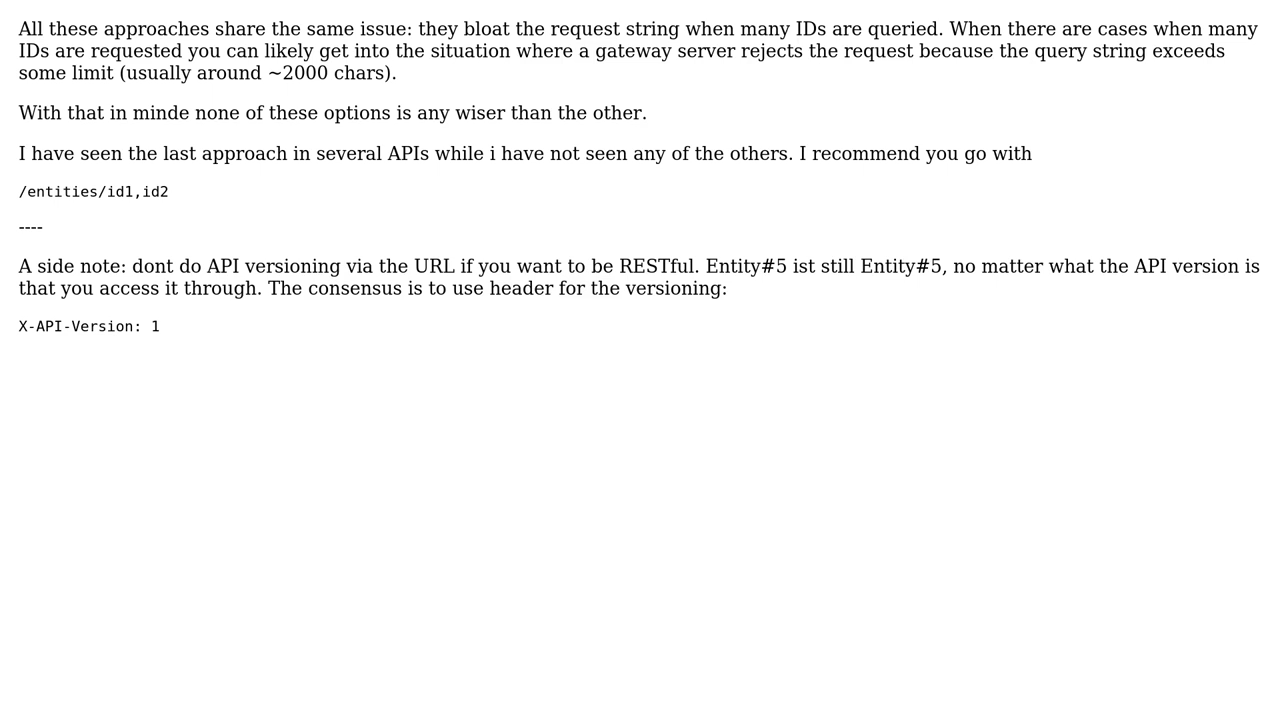 All these approaches share the same issue: they bloat the request string when many IDs are queried. When there are cases when many
IDs are requested you can likely get into the situation where a gateway server rejects the request because the query string exceeds
some limit (usually around ~2000 chars).
With that in minde none of these options is any wiser than the other.
I have seen the last approach in several APIs while i have not seen any of the others. I recommend you go with
/entities/id1,id2
----
A side note: dont do API versioning via the URL if you want to be RESTful. Entity#5 ist still Entity#5, no matter what the API version is
that you access it through. The consensus is to use header for the versioning:
X-API-Version: 1